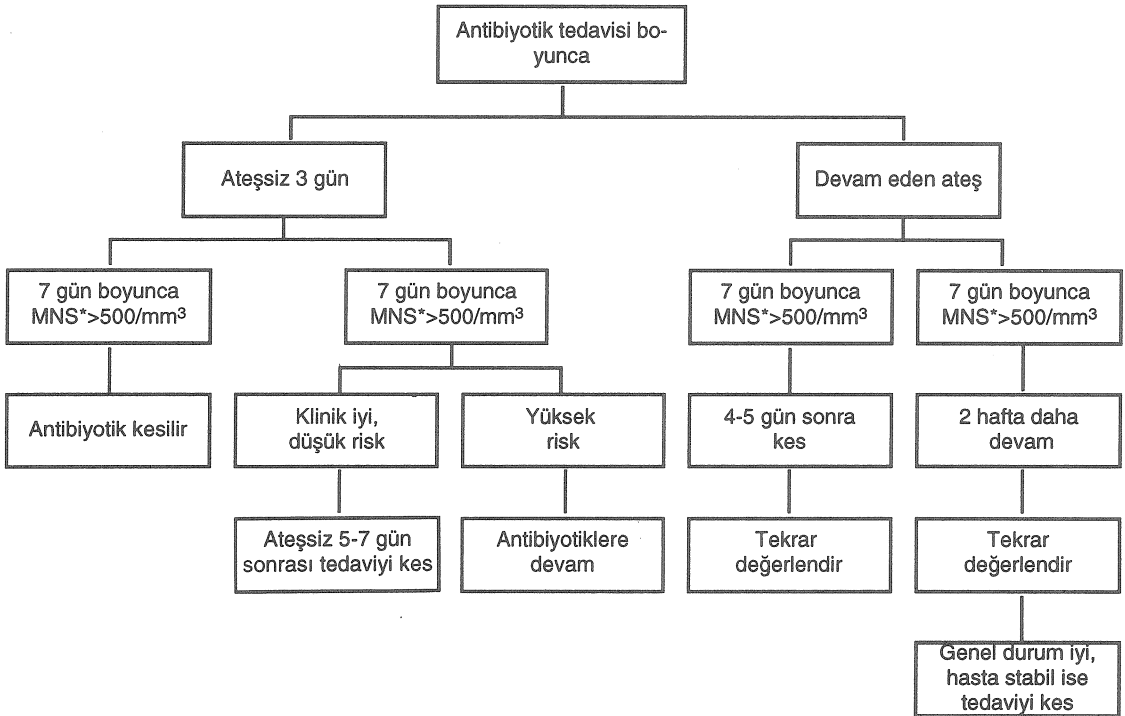 Antibiyotik tedavisi bo-
yunca
Ateşsiz 3 gün
Devam eden ateş
7 gün boyunca
MNS*>500/mm³
7 gün boyunca
MNS*>500/mm³
7 gün boyunca
MNS*>500/mm³
7 gün boyunca
MNS*>500/mm³
Antibiyotik kesilir
Klinik iyi,
düşük risk
Yüksek
risk
4-5 gün sonra
kes
2 hafta daha
devam
Ateşsiz 5-7 gün
sonrası tedaviyi kes
Antibiyotiklere
devam
Tekrar
değerlendir
Tekrar
değerlendir
Genel durum iyi,
hasta stabil ise
tedaviyi kes